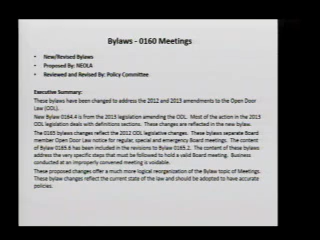 Bylaws - 0160 Meetings
• New/Revised Bylaws
• Proposed By: NEOLA
• Reviewed and Revised By: Policy Committee
Executive Summary:
These bylaws have been changed to address the 2012 and 2013 amendments to the Open Door
Law (ODL).
New Bylaw 0164.4 is from the 2013 legislation amending the ODL. Most of the action in the 2013
ODL legislation deals with definitions sections. These changes are reflected in the new bylaw.
The 0165 bylaws changes reflect the 2012 ODL legislative changes. These bylaws separate Board
member Open Door Law notice for regular, special and emergency Board meetings. The content
of Bylaw 0165.6 has been included in the revisions to Bylaw 0165.2. The content of these bylaws
address the very specific steps that must be followed to hold a valid Board meeting. Business
conducted at an improperly convened meeting is voidable.
These proposed changes offer a much more logical reorganization of the Bylaw topic of Meetings.
These bylaw changes reflect the current state of the law and should be adopted to have accurate
policies.